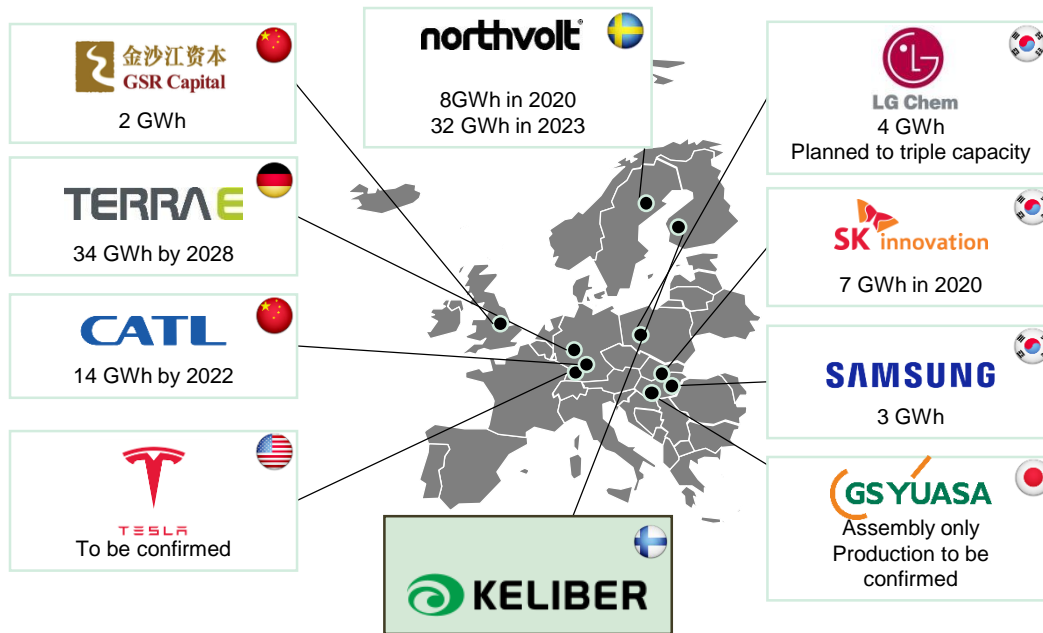 金沙江资本
GSR Capital
2 GWh
northvolt®
8GWh in 2020
32 GWh in 2023
LG
LG Chem
4 GWh
Planned to triple capacity
TERRA E
34 GWh by 2028
SK innovation
7 GWh in 2020
CATL
14 GWh by 2022
SAMSUNG
3 GWh
TESLA
To be confirmed
GS YUASA
Assembly only
Production to be
confirmed
KELIBER